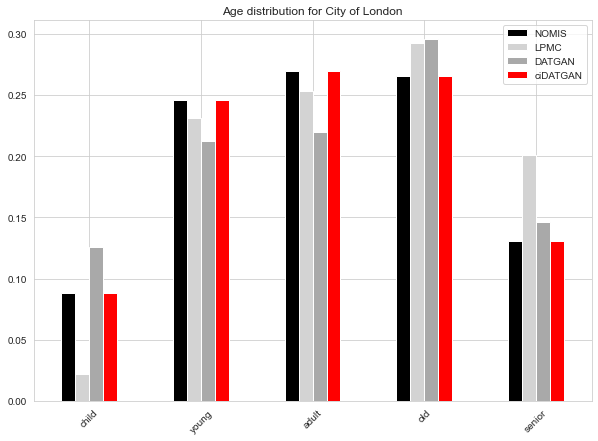 Age distribution for City of London
NOMIS
LPMC
DATGAN
ciDATGAN
0.30
0.25
0.20
0.15
0.10
0.05
0.00
child
young
adult
old
senior